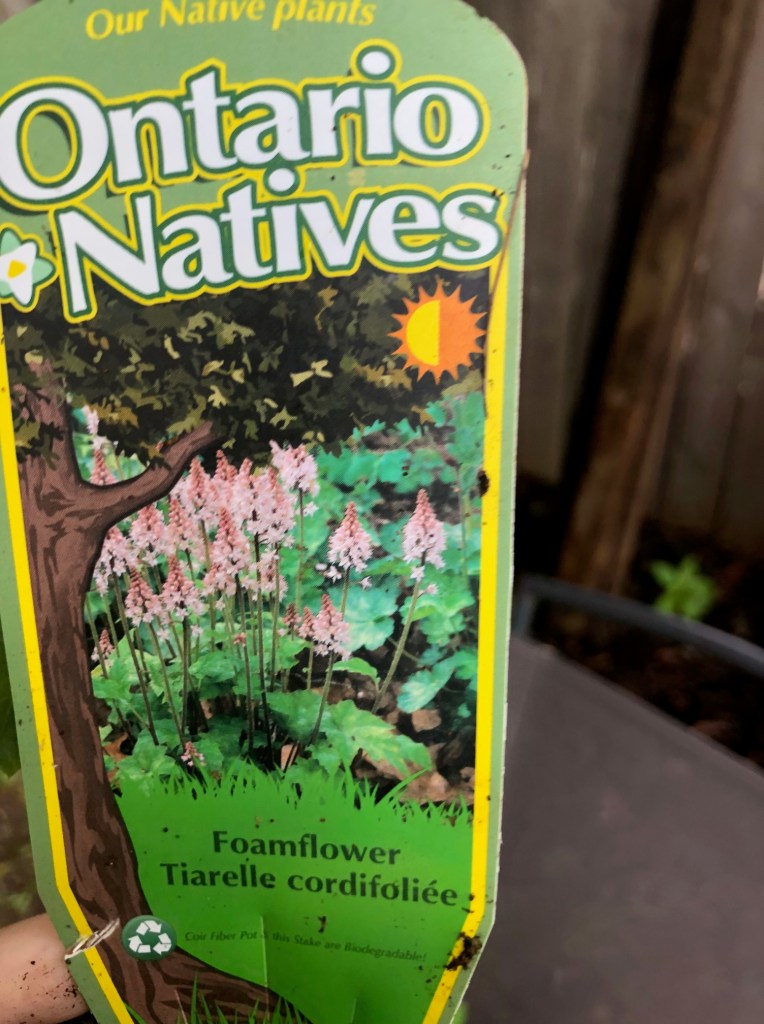 Our Native plants
Ontario
Natives
Foamflower
Tiarelle cordifoliée
Coir Fiber Pot & this Stake are Biodegradable!